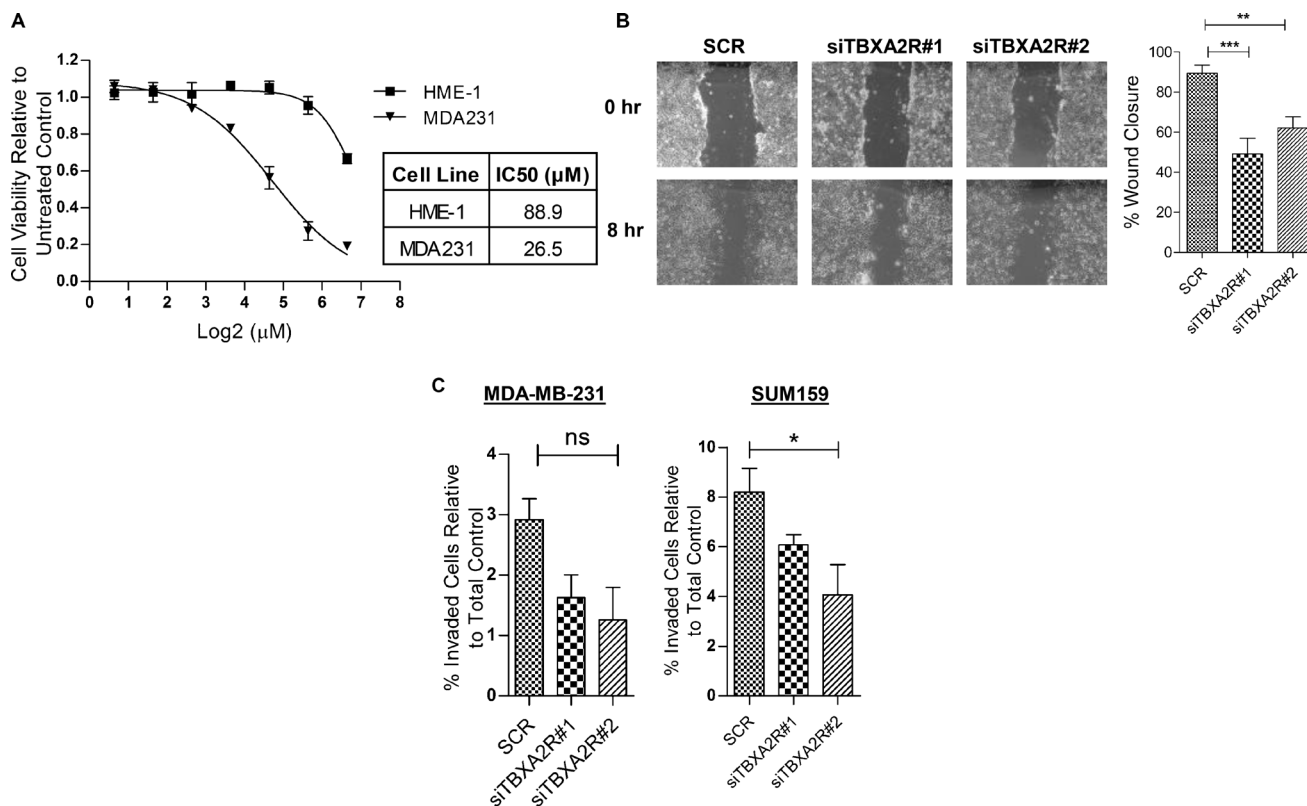 A
Cell Viability Relative to
Untreated Control
1.2
1.0
0.8
0.6
0.4
0.2
0.0
0 1 2 3 4 5 6 7 8
Log2 (µM)
HME-1
MDA231
Cell Line IC50 (µM)
HME-1 88.9
MDA231 26.5
B
SCR siTBXA2R#1 siTBXA2R#2
0 hr
8 hr
% Wound Closure
100
80
60
40
20
0
**
***
SCR
siTBXA2R#1
siTBXA2R#2
C
MDA-MB-231
% Invaded Cells Relative
to Total Control
4
3
2
1
0
ns
SCR
siTBXA2R#1
siTBXA2R#2
SUM159
% Invaded Cells Relative
to Total Control
10
8
6
4
2
0
*
SCR
siTBXA2R#1
siTBXA2R#2